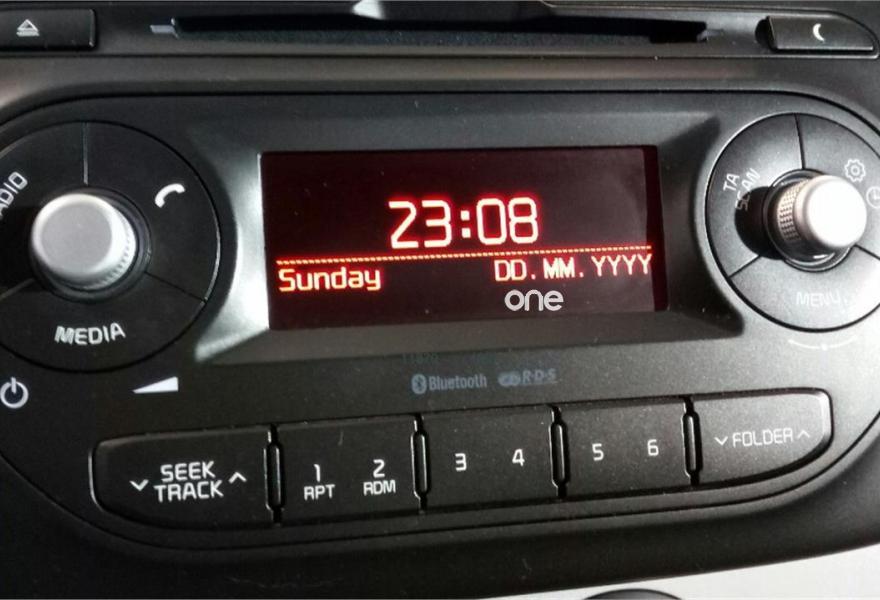 RADIO
TA
SCAN
23:08
Sunday DD.MM.YYYY
one
MEDIA
MENU
Bluetooth R·D·S
SEEK
TRACK
1 2 3 4 5 6
RPT RDM
FOLDER